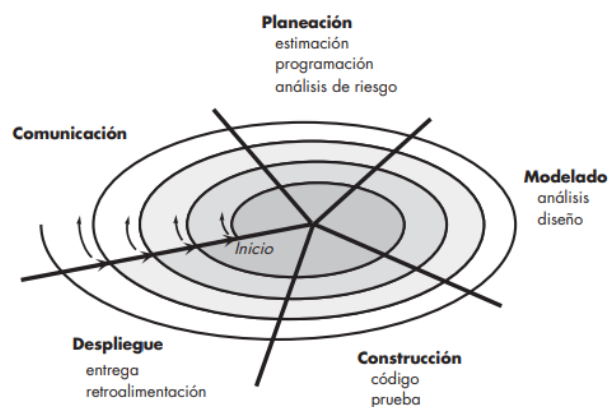 Planeación
estimación
programación
análisis de riesgo
Comunicación
Modelado
análisis
diseño
Inicio
Despliegue
entrega
retroalimentación
Construcción
código
prueba